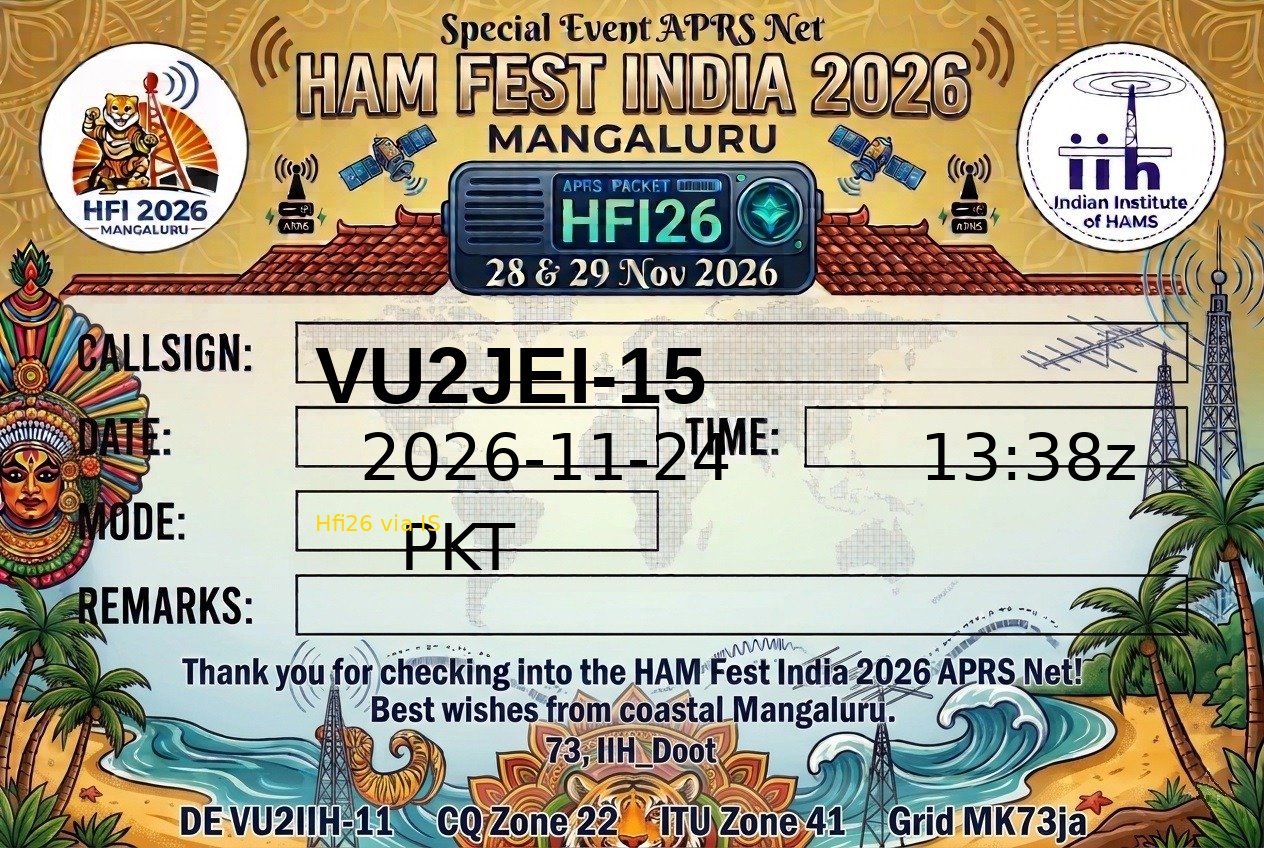 Special Event APRS Net
HAM FEST INDIA 2026
MANGALURU
HFI 2026
MANGALURU
iih
Indian Institute
of HAMS
APRS
APRS
APRS PACKET
HFI26
28 & 29 Nov 2026
CALLSIGN: VU2JEI-15
DATE: 2026-11-24 TIME: 13:38z
MODE: Hfi26 via IS PKT
REMARKS:
Thank you for checking into the HAM Fest India 2026 APRS Net!
Best wishes from coastal Mangaluru.
73, IIH_Doot
DE VU2IIH-11 CQ Zone 22 ITU Zone 41 Grid MK73ja